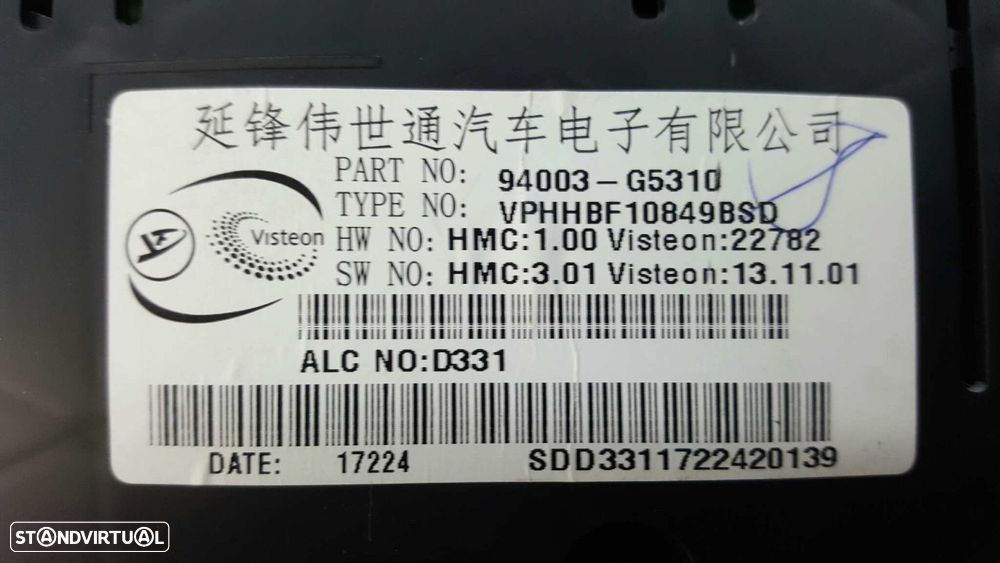 延锋伟世通汽车电子有限公司
PART NO: 94003-G5310
TYPE NO: VPHHBF10849BSD
Visteon
HW NO: HMC:1.00 Visteon:22782
SW NO: HMC:3.01 Visteon:13.11.01
ALC NO:D331
DATE: 17224 SDD3311722420139
STANDVIRTUAL